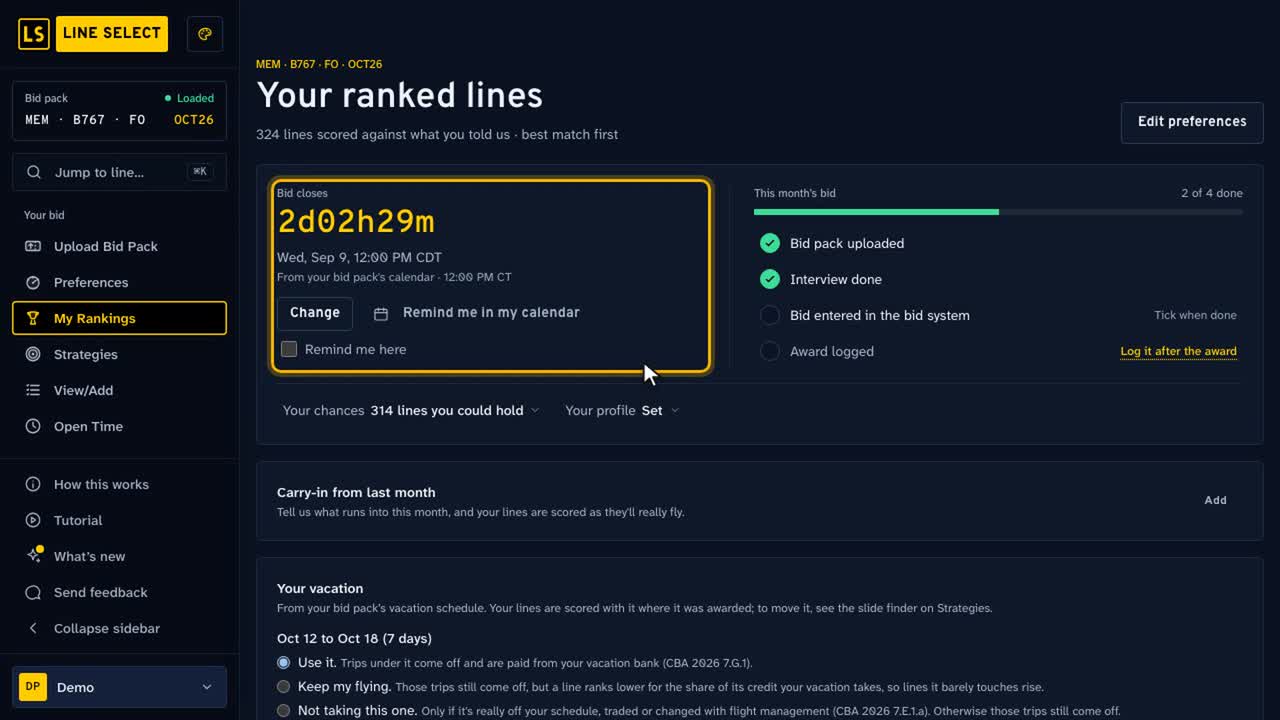 LS LINE SELECT
Bid pack
Loaded
MEM · B767 · FO OCT26
Jump to line...
⌘K
Your bid
Upload Bid Pack
Preferences
My Rankings
Strategies
View/Add
Open Time
How this works
Tutorial
What's new
Send feedback
Collapse sidebar
DP Demo
MEM · B767 · FO · OCT26
Your ranked lines
324 lines scored against what you told us · best match first
Edit preferences
Bid closes
2d02h29m
Wed, Sep 9, 12:00 PM CDT
From your bid pack's calendar · 12:00 PM CT
Change
Remind me in my calendar
Remind me here
This month's bid
2 of 4 done
Bid pack uploaded
Interview done
Bid entered in the bid system
Tick when done
Award logged
Log it after the award
Your chances 314 lines you could hold
Your profile Set
Carry-in from last month
Tell us what runs into this month, and your lines are scored as they'll really fly.
Add
Your vacation
From your bid pack's vacation schedule. Your lines are scored with it where it was awarded; to move it, see the slide finder on Strategies.
Oct 12 to Oct 18 (7 days)
Use it. Trips under it come off and are paid from your vacation bank (CBA 2026 7.G.1).
Keep my flying. Those trips still come off, but a line ranks lower for the share of its credit your vacation takes, so lines it barely touches rise.
Not taking this one. Only if it's really off your schedule, traded or changed with flight management (CBA 2026 7.E.1.a). Otherwise those trips still come off.